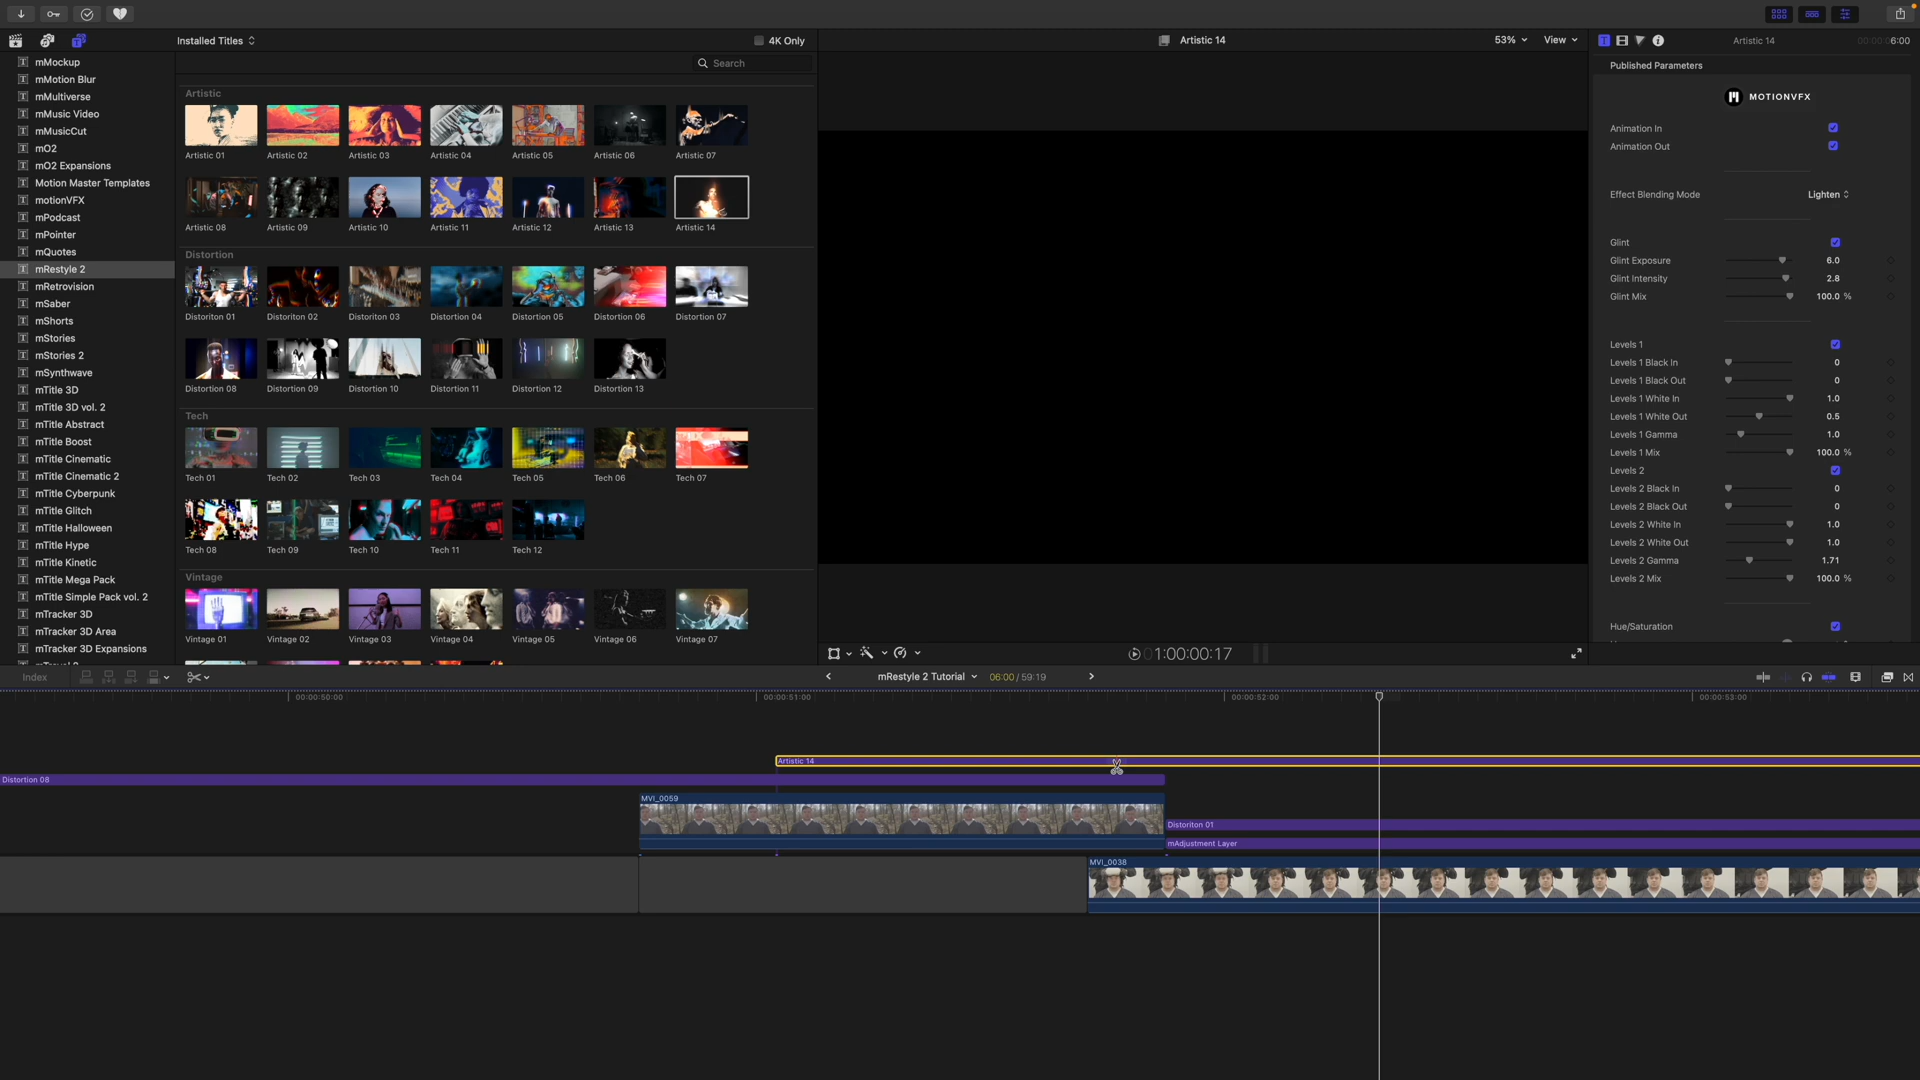 Installed Titles
4K Only
Artistic 14
53%
View
Artistic 14
6:00
Search
mMockup
mMotion Blur
mMultiverse
mMusic Video
mMusicCut
mO2
mO2 Expansions
Motion Master Templates
motionVFX
mPodcast
mPointer
mQuotes
mRestyle 2
mRetrovision
mSaber
mShorts
mStories
mStories 2
mSynthwave
mTitle 3D
mTitle 3D vol. 2
mTitle Abstract
mTitle Boost
mTitle Cinematic
mTitle Cinematic 2
mTitle Cyberpunk
mTitle Glitch
mTitle Halloween
mTitle Hype
mTitle Kinetic
mTitle Mega Pack
mTitle Simple Pack vol. 2
mTracker 3D
mTracker 3D Area
mTracker 3D Expansions
Artistic
Artistic 01
Artistic 02
Artistic 03
Artistic 04
Artistic 05
Artistic 06
Artistic 07
Artistic 08
Artistic 09
Artistic 10
Artistic 11
Artistic 12
Artistic 13
Artistic 14
Distortion
Distoriton 01
Distortion 02
Distortion 03
Distortion 04
Distortion 05
Distortion 06
Distortion 07
Distortion 08
Distortion 09
Distortion 10
Distortion 11
Distortion 12
Distortion 13
Tech
Tech 01
Tech 02
Tech 03
Tech 04
Tech 05
Tech 06
Tech 07
Tech 08
Tech 09
Tech 10
Tech 11
Tech 12
Vintage
Vintage 01
Vintage 02
Vintage 03
Vintage 04
Vintage 05
Vintage 06
Vintage 07
Published Parameters
MOTIONVFX
Animation In
Animation Out
Effect Blending Mode Lighten
Glint
Glint Exposure 6.0
Glint Intensity 2.8
Glint Mix 100.0 %
Levels 1
Levels 1 Black In 0
Levels 1 Black Out 0
Levels 1 White In 1.0
Levels 1 White Out 0.5
Levels 1 Gamma 1.0
Levels 1 Mix 100.0 %
Levels 2
Levels 2 Black In 0
Levels 2 Black Out 0
Levels 2 White In 1.0
Levels 2 White Out 1.0
Levels 2 Gamma 1.71
Levels 2 Mix 100.0 %
Hue/Saturation
01:00:00:17
Index
mRestyle 2 Tutorial
06:00 / 59:19
00:00:50:00
00:00:51:00
00:00:52:00
00:00:53:00
Artistic 14
Distortion 08
MVI_0059
Distoriton 01
mAdjustment Layer
MVI_0038